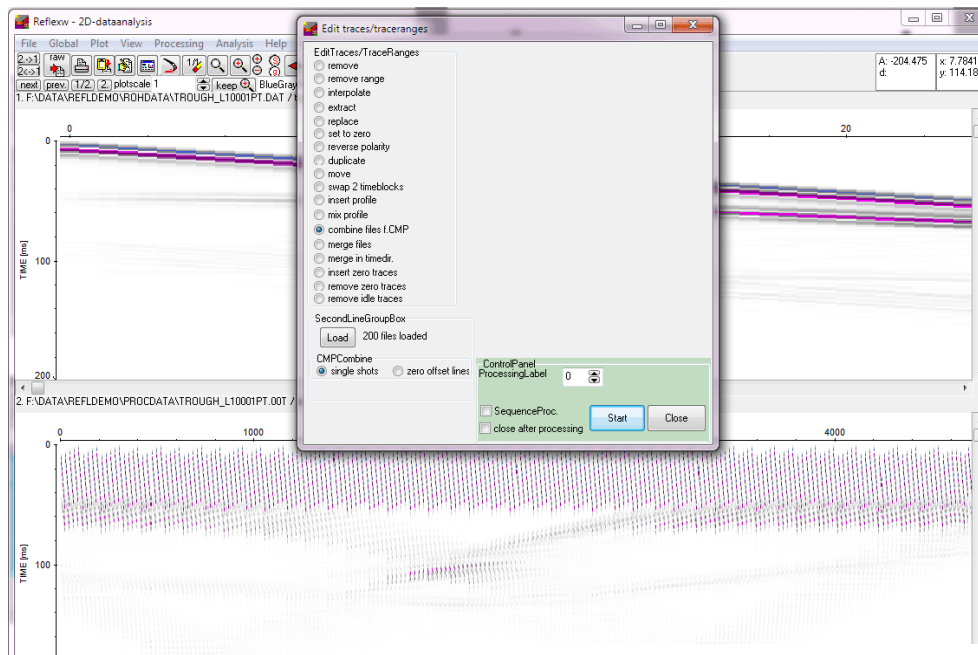 Reflexw - 2D-dataanalysis
File Global Plot View Processing Analysis Help
2->1 raw 1/2
2<->1
next prev. 1/2. 2. plotscale 1 keep BlueGray
A: -204.475 x: 7.7841
d: y: 114.18
1. F:\DATA\REFLDEMO\ROHDATA\TROUGH_L10001PT.DAT /
0 20
0
100
200
TIME [ms]
Edit traces/traceranges
EditTraces/TraceRanges
remove
remove range
interpolate
extract
replace
set to zero
reverse polarity
duplicate
move
swap 2 timeblocks
insert profile
mix profile
combine files f.CMP
merge files
merge in timedir.
insert zero traces
remove zero traces
remove idle traces
SecondLineGroupBox
Load 200 files loaded
CMPCombine
single shots zero offset lines
ControlPanel
ProcessingLabel 0
SequenceProc.
close after processing
Start Close
2. F:\DATA\REFLDEMO\PROCDATA\TROUGH_L10001PT.00T /
0 1000 4000
0
100
TIME [ms]